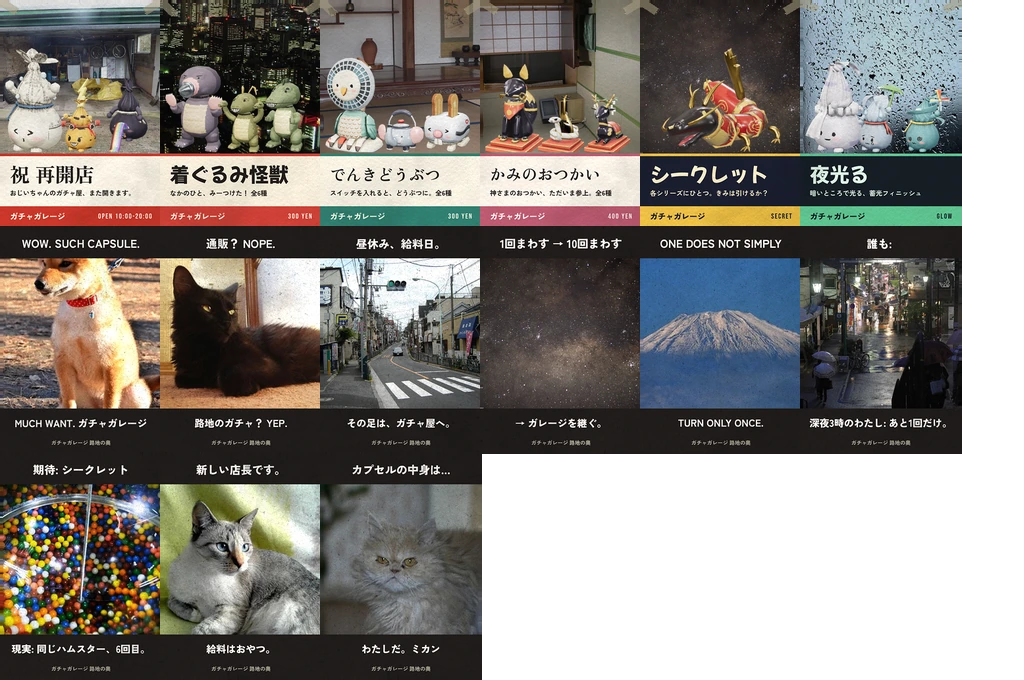 祝 再開店
おじいちゃんのガチャ屋、また開きます。
ガチャガレージ
OPEN 10:00-20:00
着ぐるみ怪獣
なかのひと、みーつけた! 全6種
ガチャガレージ
300 YEN
でんきどうぶつ
スイッチを入れると、どうぶつに。全6種
ガチャガレージ
300 YEN
かみのおつかい
神さまのおつかい、ただいま参上。全6種
ガチャガレージ
400 YEN
シークレット
各シリーズにひとつ。きみは引けるか?
ガチャガレージ
SECRET
夜光る
暗いところで光る、蓄光フィニッシュ
ガチャガレージ
GLOW
WOW. SUCH CAPSULE.
MUCH WANT. ガチャガレージ
通販? NOPE.
路地のガチャ? YEP.
ガチャガレージ 路地の奥
昼休み、給料日。
その足は、ガチャ屋へ。
ガチャガレージ 路地の奥
1回まわす → 10回まわす
→ ガレージを継ぐ。
ガチャガレージ 路地の奥
ONE DOES NOT SIMPLY
TURN ONLY ONCE.
ガチャガレージ 路地の奥
誰も:
深夜3時のわたし: あと1回だけ。
ガチャガレージ 路地の奥
ガチャガレージ 路地の奥
期待: シークレット
現実: 同じハムスター、6回目。
ガチャガレージ 路地の奥
新しい店長です。
給料はおやつ。
ガチャガレージ 路地の奥
カプセルの中身は...
わたしだ。ミカン
ガチャガレージ 路地の奥